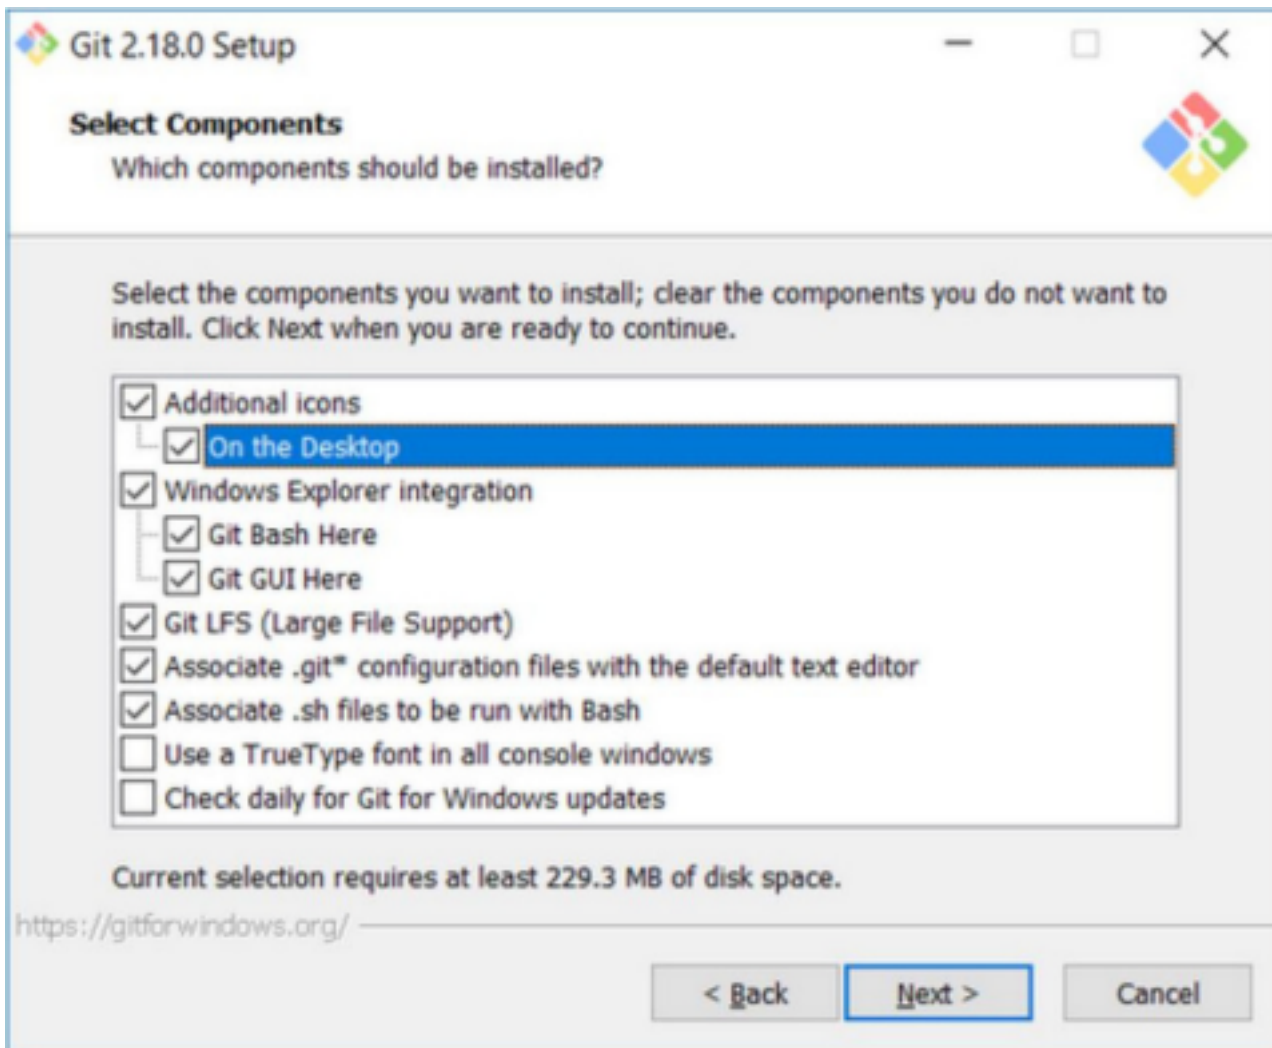 Git 2.18.0 Setup
Select Components
Which components should be installed?
Select the components you want to install; clear the components you do not want to
install. Click Next when you are ready to continue.
Additional icons
On the Desktop
Windows Explorer integration
Git Bash Here
Git GUI Here
Git LFS (Large File Support)
Associate .git* configuration files with the default text editor
Associate .sh files to be run with Bash
Use a TrueType font in all console windows
Check daily for Git for Windows updates
Current selection requires at least 229.3 MB of disk space.
https://gitforwindows.org/
< Back Next > Cancel